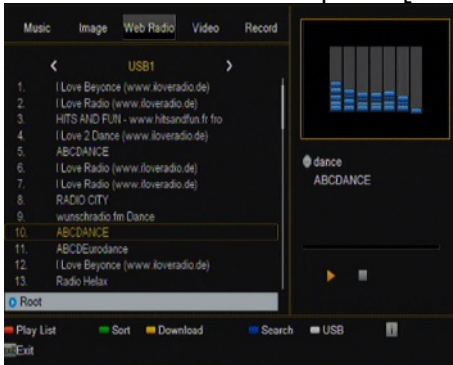 Music Image Web Radio Video Record
USB1
1. I Love Beyonce (www.iloveradio.de)
2. I Love Radio (www.iloveradio.de)
3. HITS AND FUN - www.hitsandfun.fr fro
4. I Love 2 Dance (www.iloveradio.de)
5. ABCDANCE
6. I Love Radio (www.iloveradio.de)
7. I Love Radio (www.iloveradio.de)
8. RADIO CITY
9. wunschradio.fm Dance
10. ABCDANCE
11. ABCDEurodance
12. I Love Beyonce (www.iloveradio.de)
13. Radio Helax
Root
dance
ABCDANCE
Play List Sort Download Search USB i
Exit